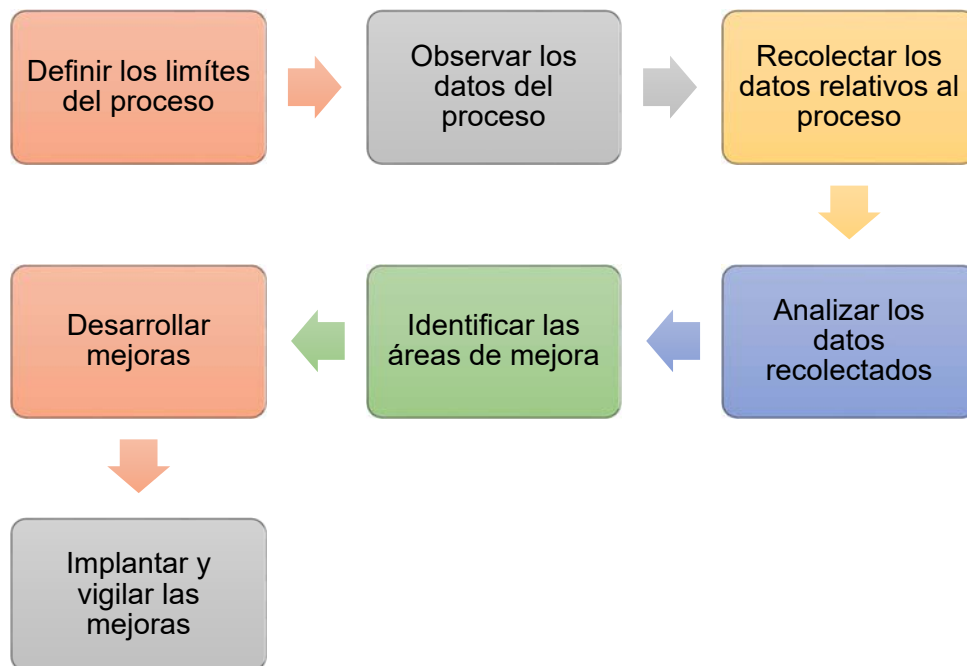 Definir los limítes
del proceso
Observar los
datos del
proceso
Recolectar los
datos relativos al
proceso
Analizar los
datos
recolectados
Identificar las
áreas de mejora
Desarrollar
mejoras
Implantar y
vigilar las
mejoras